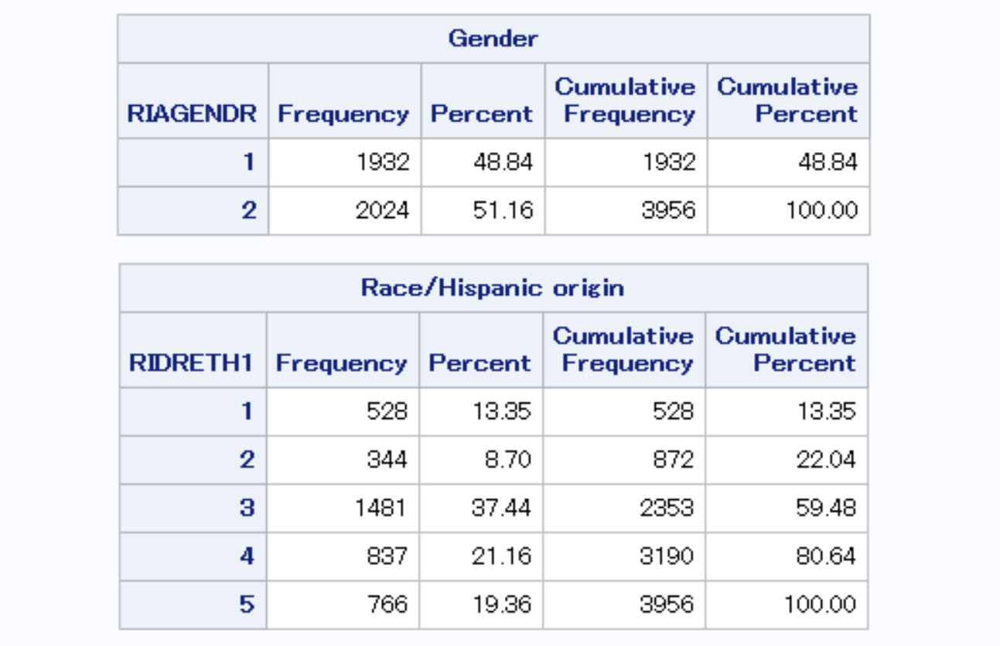 Gender
RIAGENDR Frequency Percent Cumulative Frequency Cumulative Percent
1 1932 48.84 1932 48.84
2 2024 51.16 3956 100.00
Race/Hispanic origin
RIDRETH1 Frequency Percent Cumulative Frequency Cumulative Percent
1 528 13.35 528 13.35
2 344 8.70 872 22.04
3 1481 37.44 2353 59.48
4 837 21.16 3190 80.64
5 766 19.36 3956 100.00